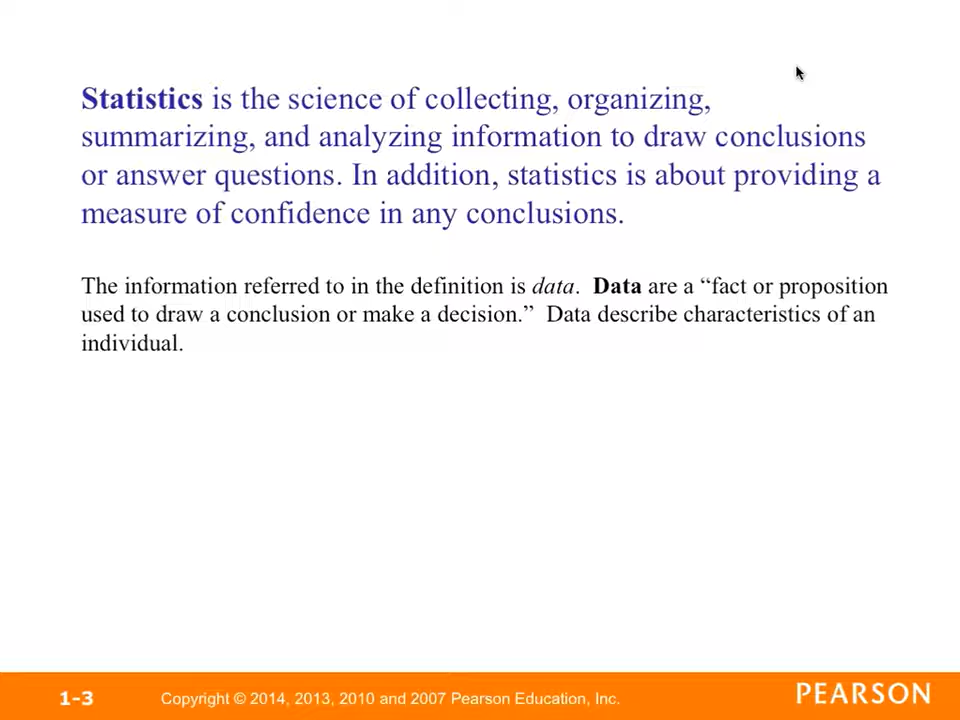 Statistics is the science of collecting, organizing,
summarizing, and analyzing information to draw conclusions
or answer questions. In addition, statistics is about providing a
measure of confidence in any conclusions.
The information referred to in the definition is data. Data are a “fact or proposition
used to draw a conclusion or make a decision.” Data describe characteristics of an
individual.
1-3 Copyright © 2014, 2013, 2010 and 2007 Pearson Education, Inc. PEARSON